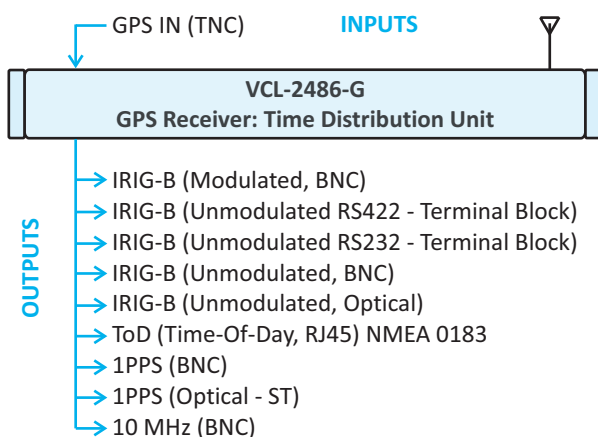 GPS IN (TNC)
INPUTS
VCL-2486-G
GPS Receiver: Time Distribution Unit
OUTPUTS
IRIG-B (Modulated, BNC)
IRIG-B (Unmodulated RS422 - Terminal Block)
IRIG-B (Unmodulated RS232 - Terminal Block)
IRIG-B (Unmodulated, BNC)
IRIG-B (Unmodulated, Optical)
ToD (Time-Of-Day, RJ45) NMEA 0183
1PPS (BNC)
1PPS (Optical - ST)
10 MHz (BNC)